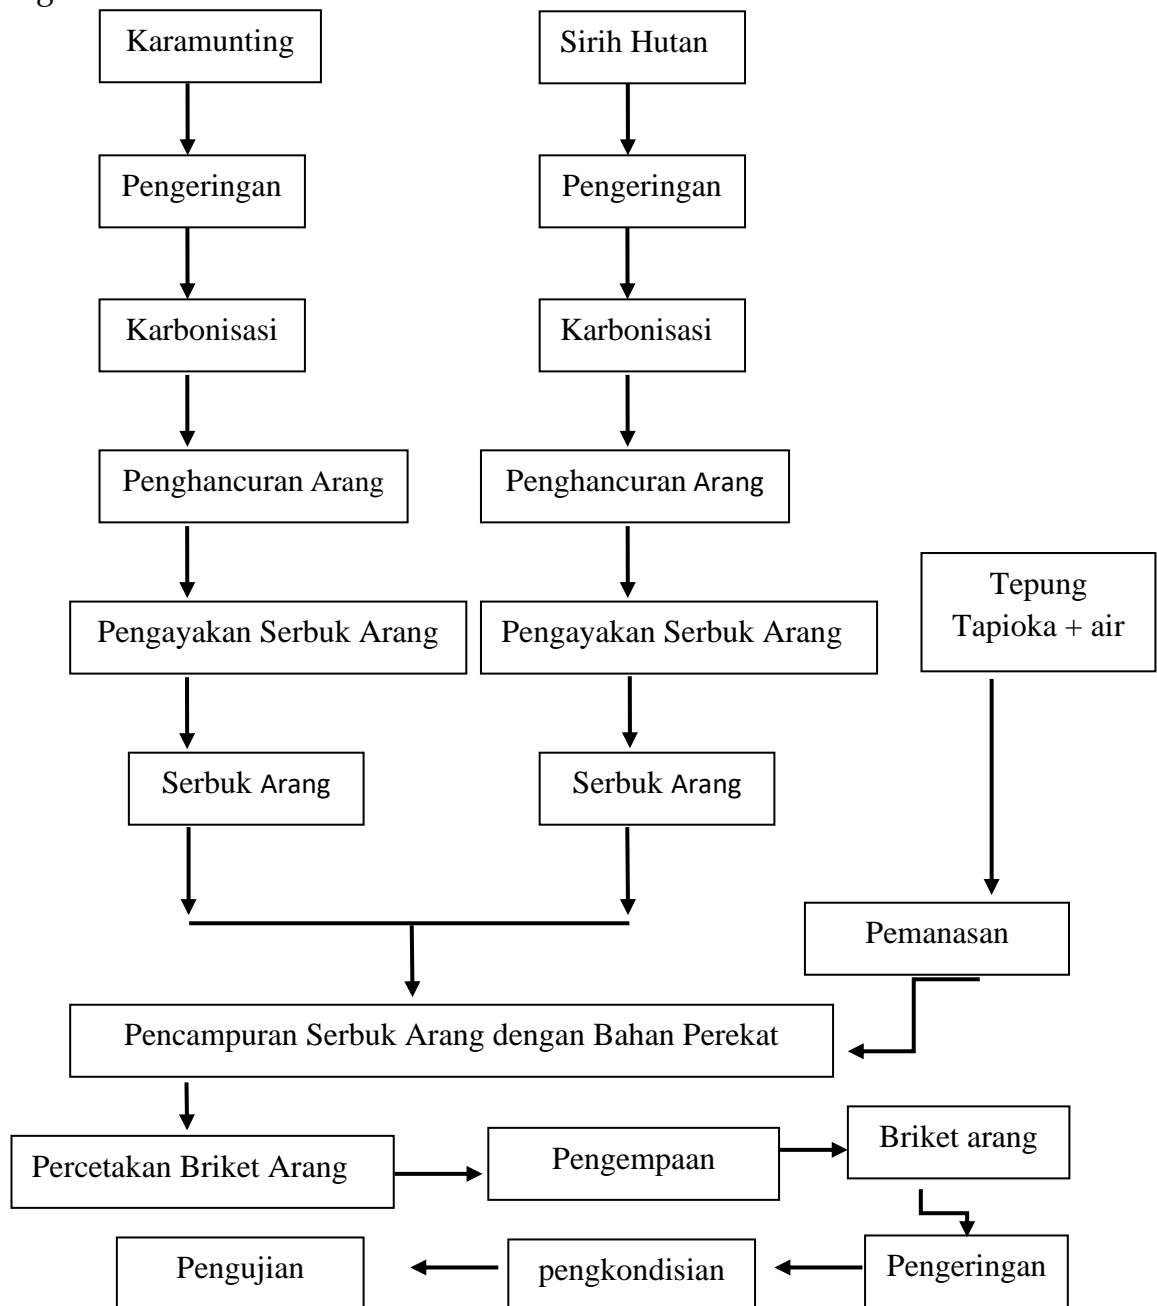 g
Karamunting
Sirih Hutan
Pengeringan
Pengeringan
Karbonisasi
Karbonisasi
Penghancuran Arang
Penghancuran Arang
Tepung
Tapioka + air
Pengayakan Serbuk Arang
Pengayakan Serbuk Arang
Serbuk Arang
Serbuk Arang
Pemanasan
Pencampuran Serbuk Arang dengan Bahan Perekat
Percetakan Briket Arang
Pengempaan
Briket arang
Pengeringan
pengkondisian
Pengujian